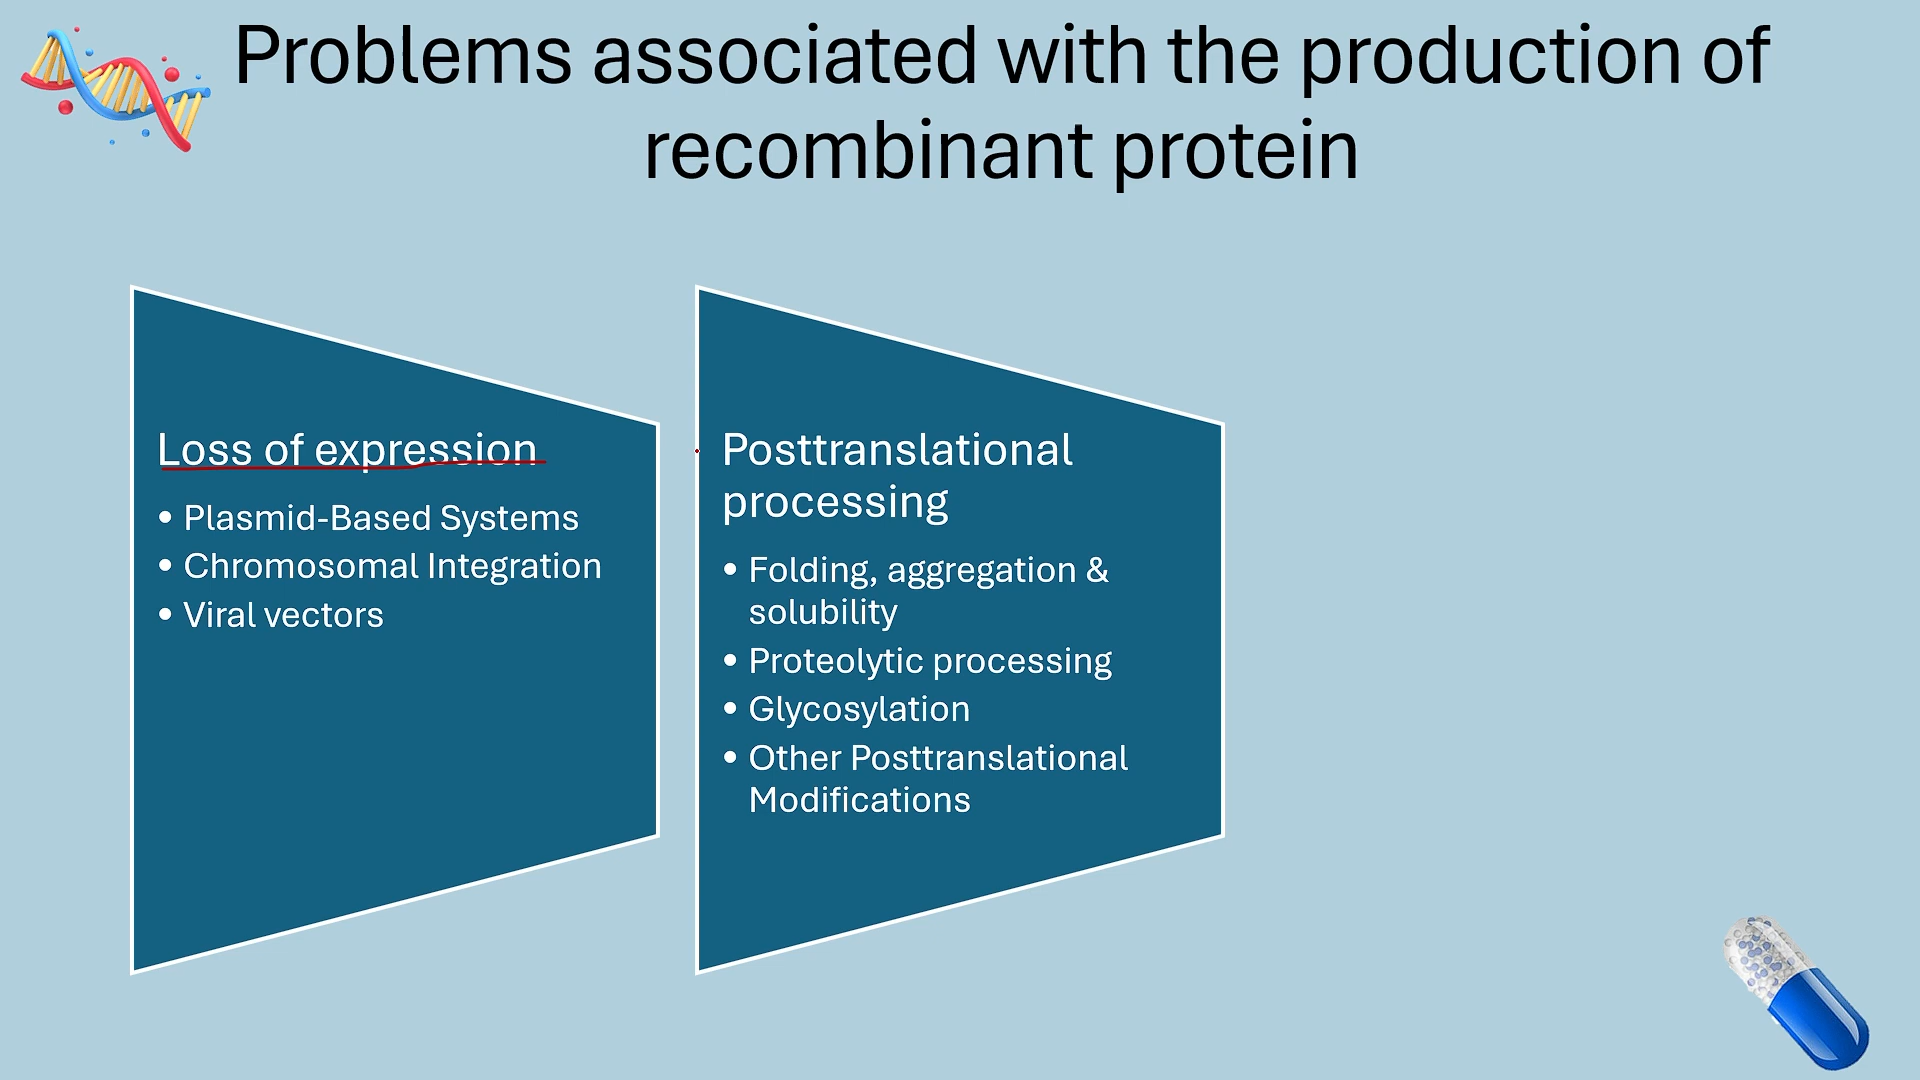 Problems associated with the production of
recombinant protein
Loss of expression
• Plasmid-Based Systems
• Chromosomal Integration
• Viral vectors
Posttranslational
processing
• Folding, aggregation &
solubility
• Proteolytic processing
• Glycosylation
• Other Posttranslational
Modifications